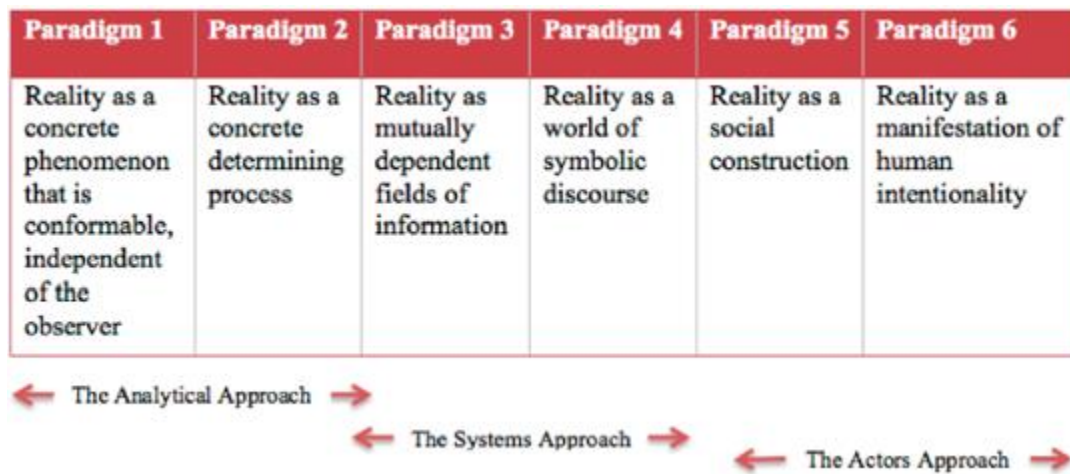 Paradigm 1
Paradigm 2
Paradigm 3
Paradigm 4
Paradigm 5
Paradigm 6
Reality as a
concrete
phenomenon
that is
conformable,
independent
of the
observer
Reality as a
concrete
determining
process
Reality as
mutually
dependent
fields of
information
Reality as a
world of
symbolic
discourse
Reality as a
social
construction
Reality as a
manifestation of
human
intentionality
The Analytical Approach
The Systems Approach
The Actors Approach